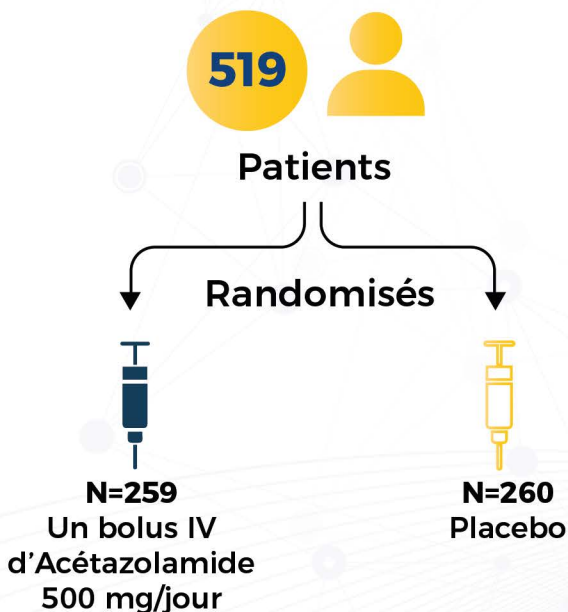 519
Patients
Randomisés
N=259
Un bolus IV
d’Acétazolamide
500 mg/jour
N=260
Placebo